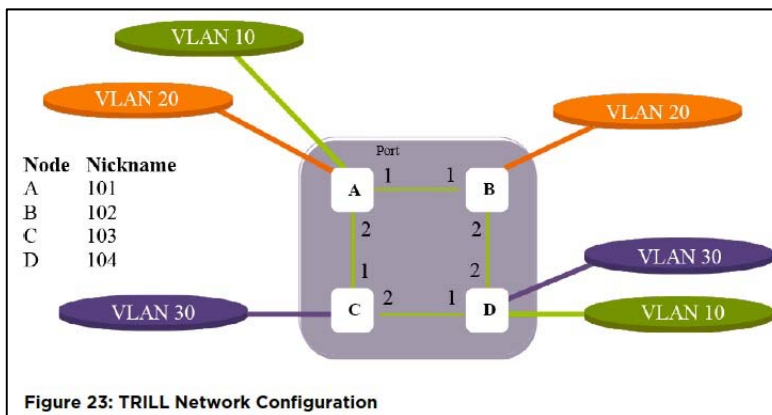 VLAN 10
VLAN 20
VLAN 20
Node Nickname
A 101
B 102
C 103
D 104
Port
A 1 1 B
2 2
1 2
VLAN 30
VLAN 30 C 2 1 D
VLAN 10
Figure 23: TRILL Network Configuration